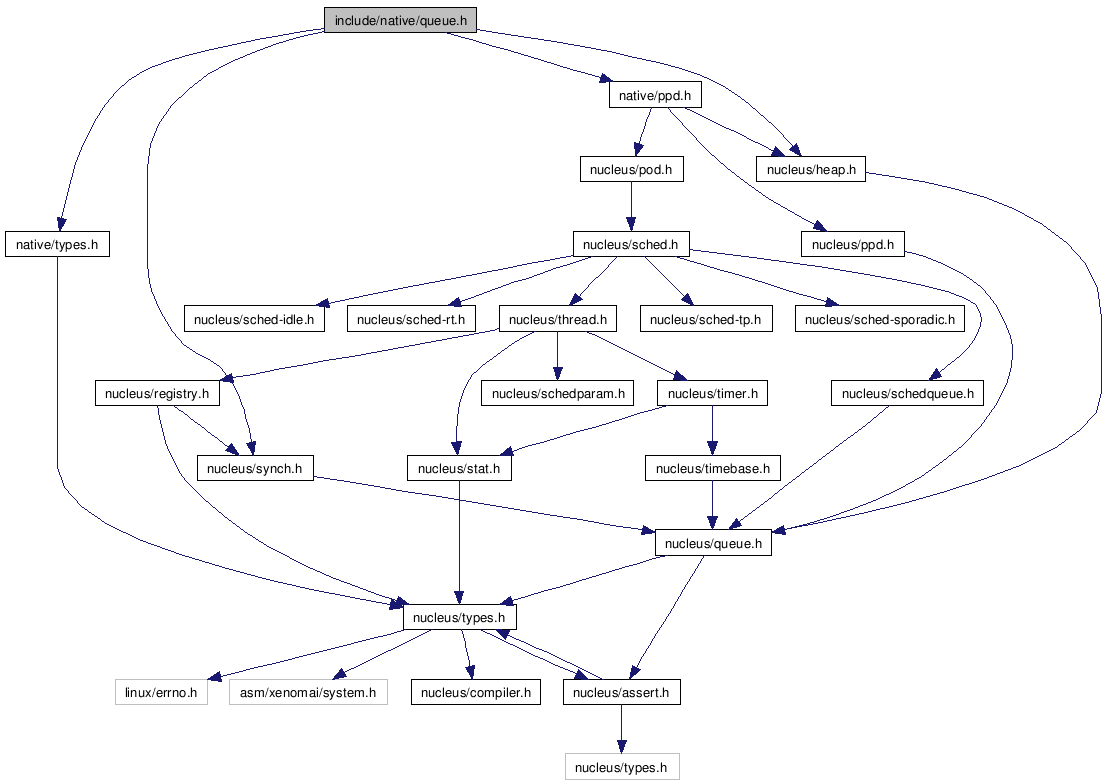 include/native/queue.h
native/ppd.h
nucleus/pod.h
nucleus/heap.h
native/types.h
nucleus/sched.h
nucleus/ppd.h
nucleus/sched-idle.h
nucleus/sched-rt.h
nucleus/thread.h
nucleus/sched-tp.h
nucleus/sched-sporadic.h
nucleus/registry.h
nucleus/schedparam.h
nucleus/timer.h
nucleus/schedqueue.h
nucleus/synch.h
nucleus/stat.h
nucleus/timebase.h
nucleus/queue.h
nucleus/types.h
linux/errno.h
asm/xenomai/system.h
nucleus/compiler.h
nucleus/assert.h
nucleus/types.h